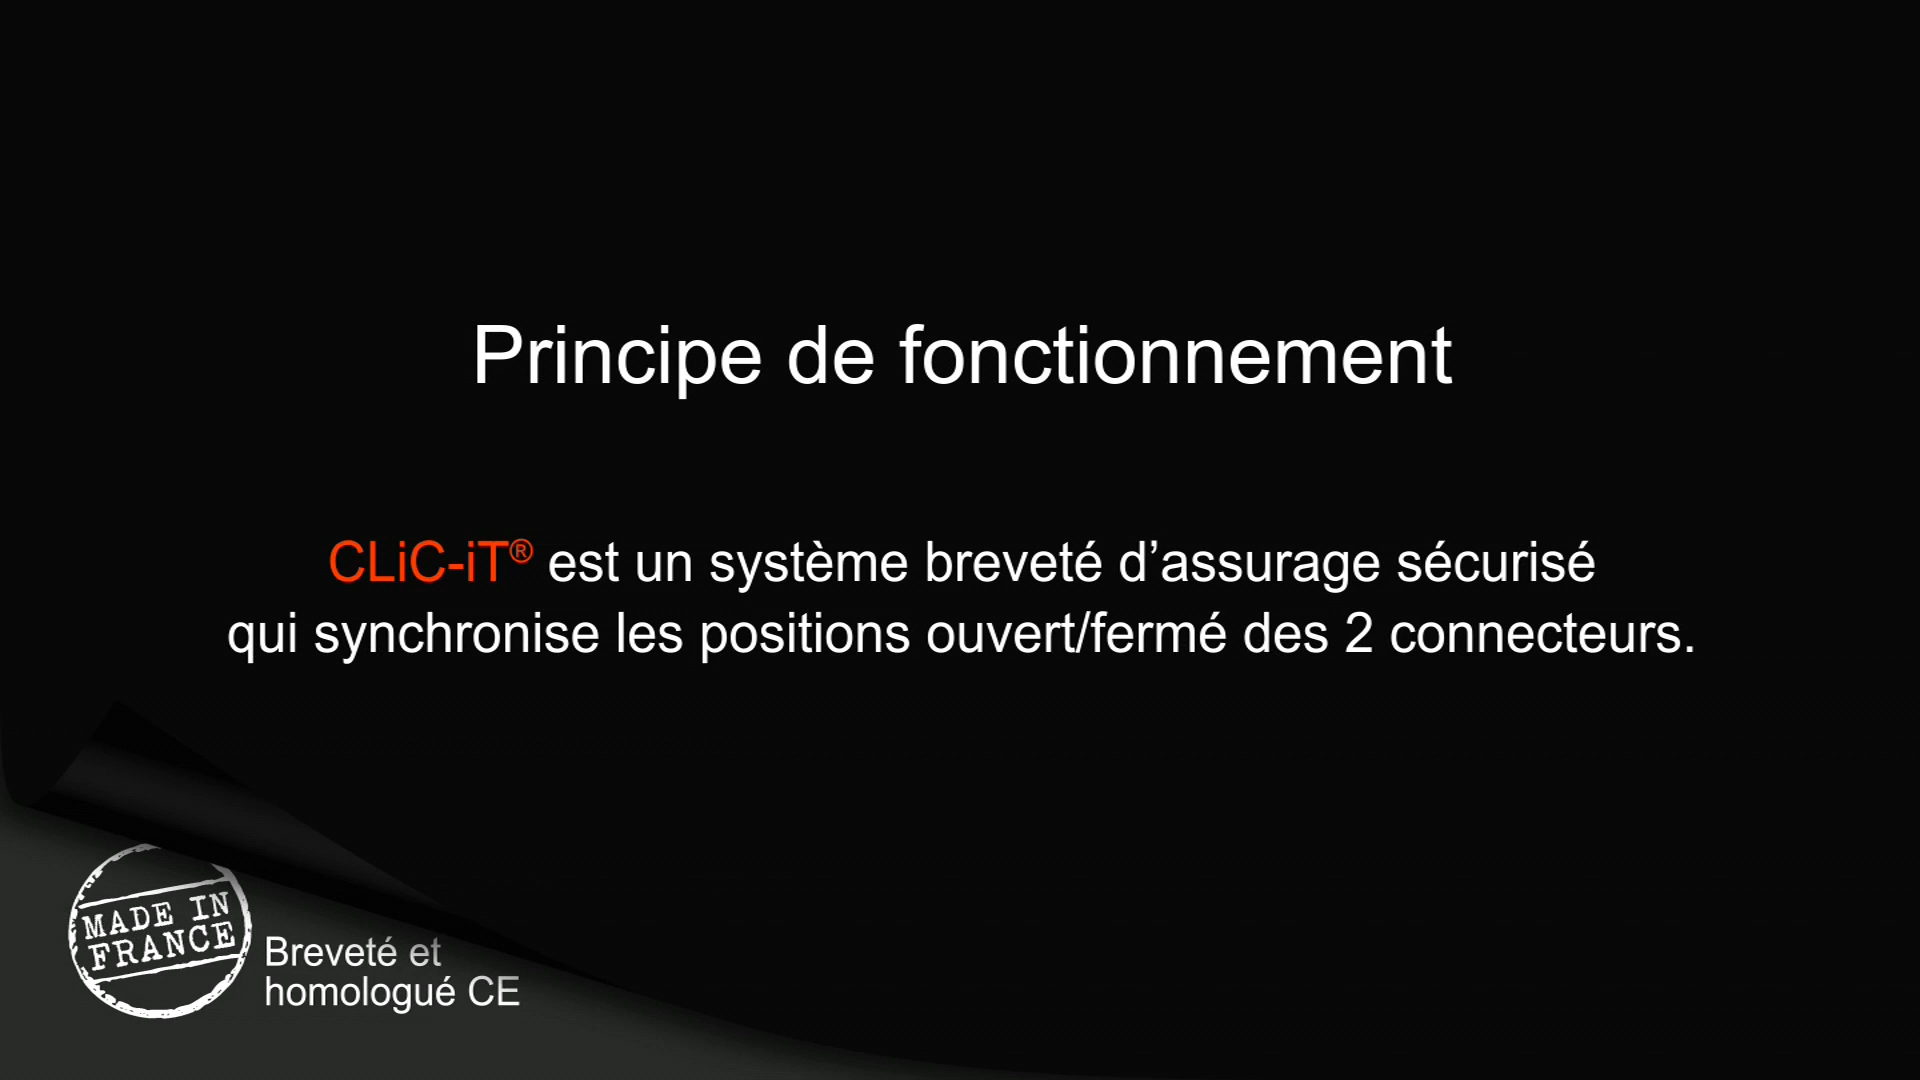 Principe de fonctionnement
CLiC-iT® est un système breveté d’assurage sécurisé
qui synchronise les positions ouvert/fermé des 2 connecteurs.
MADE IN
FRANCE
Breveté et
homologué CE